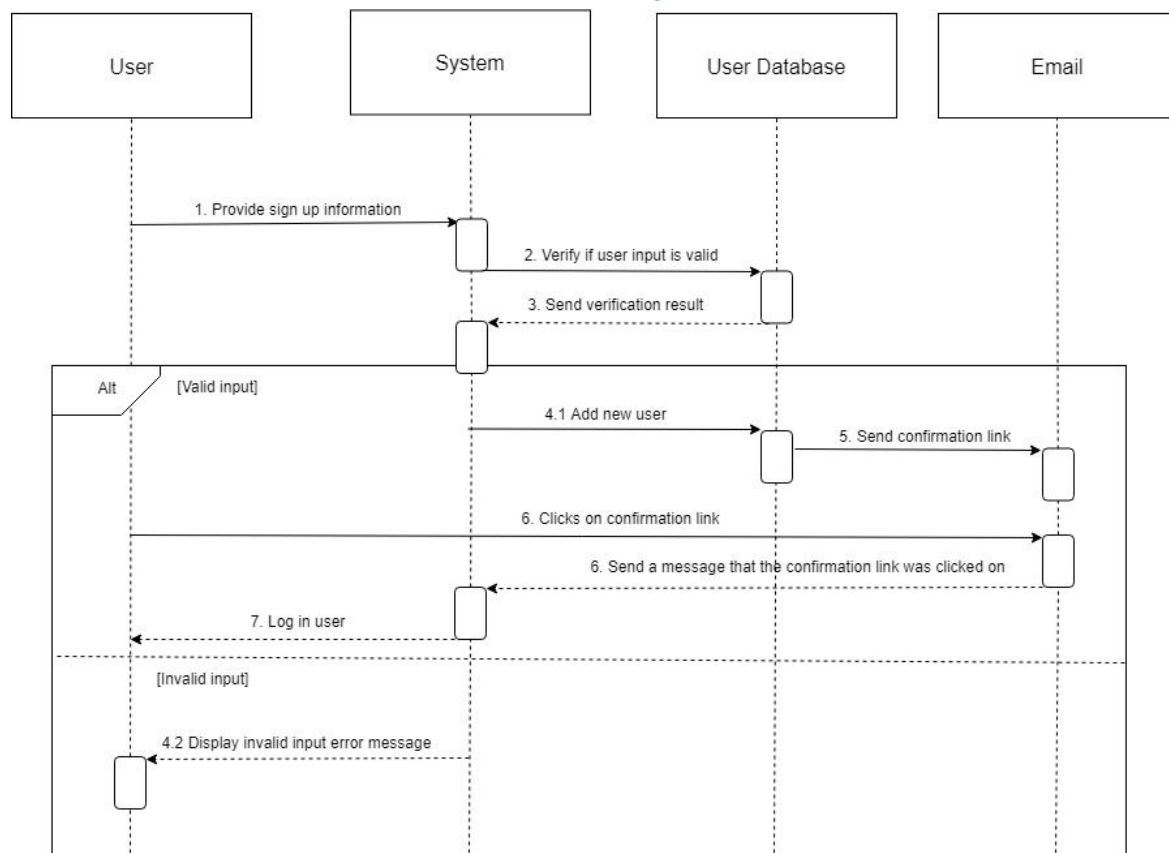 User
System
User Database
Email
1. Provide sign up information
2. Verify if user input is valid
3. Send verification result
Alt
[Valid input]
4.1 Add new user
5. Send confirmation link
6. Clicks on confirmation link
6. Send a message that the confirmation link was clicked on
7. Log in user
[Invalid input]
4.2 Display invalid input error message